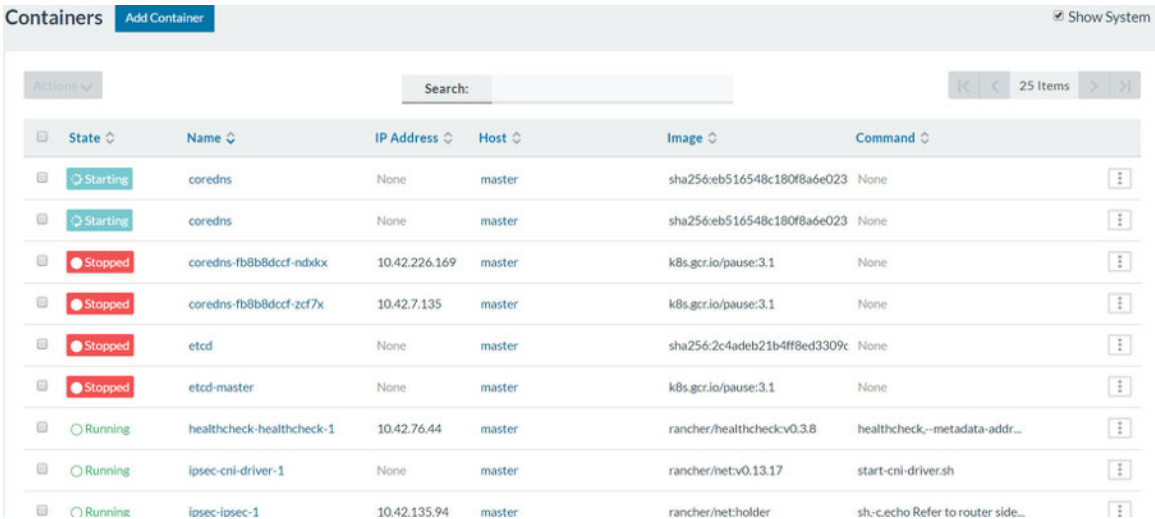 Containers Add Container Show System
Actions Search: 25 Items
State Name IP Address Host Image Command
Starting coredns None master sha256:eb516548c180f8a6e023 None
Starting coredns None master sha256:eb516548c180f8a6e023 None
Stopped coredns-fb8b8dccf-ndxkx 10.42.226.169 master k8s.gcr.io/pause:3.1 None
Stopped coredns-fb8b8dccf-zcf7x 10.42.7.135 master k8s.gcr.io/pause:3.1 None
Stopped etcd None master sha256:2c4adeb21b4ff8ed3309c None
Stopped etcd-master None master k8s.gcr.io/pause:3.1 None
Running healthcheck-healthcheck-1 10.42.76.44 master rancher/healthcheck:v0.3.8 healthcheck,--metadata-addr...
Running ipsec-cni-driver-1 None master rancher/net:v0.13.17 start-cni-driver.sh
Running ipsec-ipsec-1 10.42.135.94 master rancher/net:holder sh,-c,echo Refer to router side...